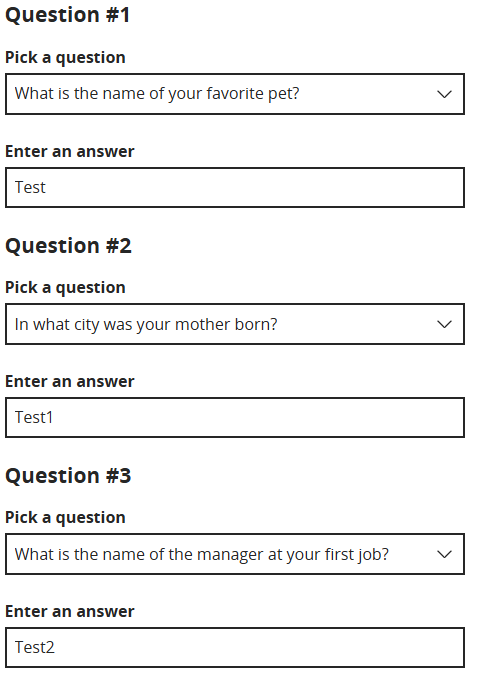 Question #1
Pick a question
What is the name of your favorite pet?
Enter an answer
Test
Question #2
Pick a question
In what city was your mother born?
Enter an answer
Test1
Question #3
Pick a question
What is the name of the manager at your first job?
Enter an answer
Test2